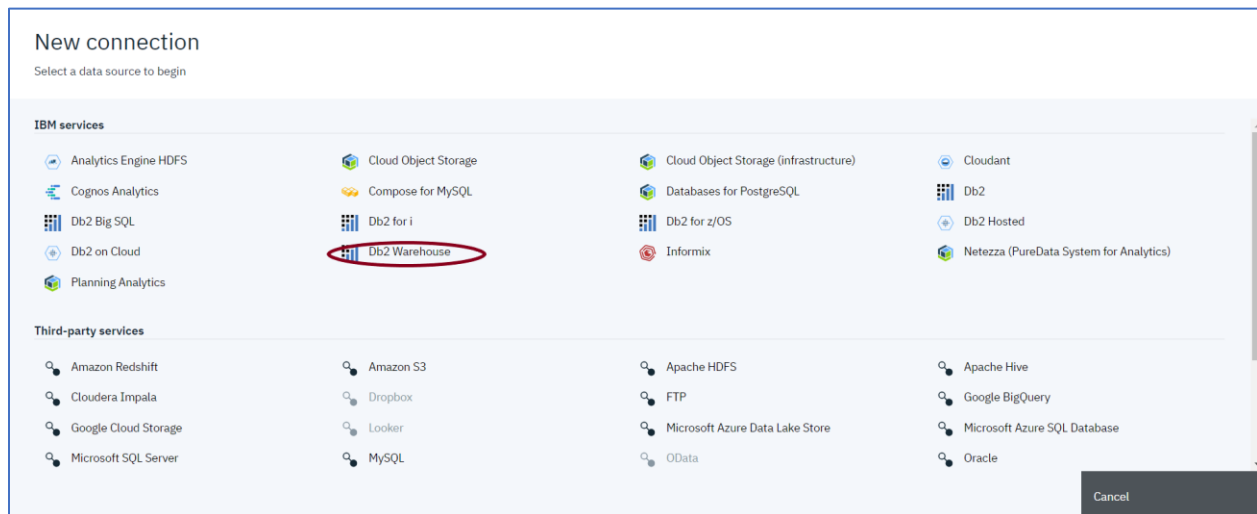 New connection
Select a data source to begin
IBM services
Analytics Engine HDFS Cloud Object Storage Cloud Object Storage (infrastructure) Cloudant
Cognos Analytics Compose for MySQL Databases for PostgreSQL Db2
Db2 Big SQL Db2 for i Db2 for z/OS Db2 Hosted
Db2 on Cloud Db2 Warehouse Informix Netezza (PureData System for Analytics)
Planning Analytics
Third-party services
Amazon Redshift Amazon S3 Apache HDFS Apache Hive
Cloudera Impala Dropbox FTP Google BigQuery
Google Cloud Storage Looker Microsoft Azure Data Lake Store Microsoft Azure SQL Database
Microsoft SQL Server MySQL OData Oracle
Cancel